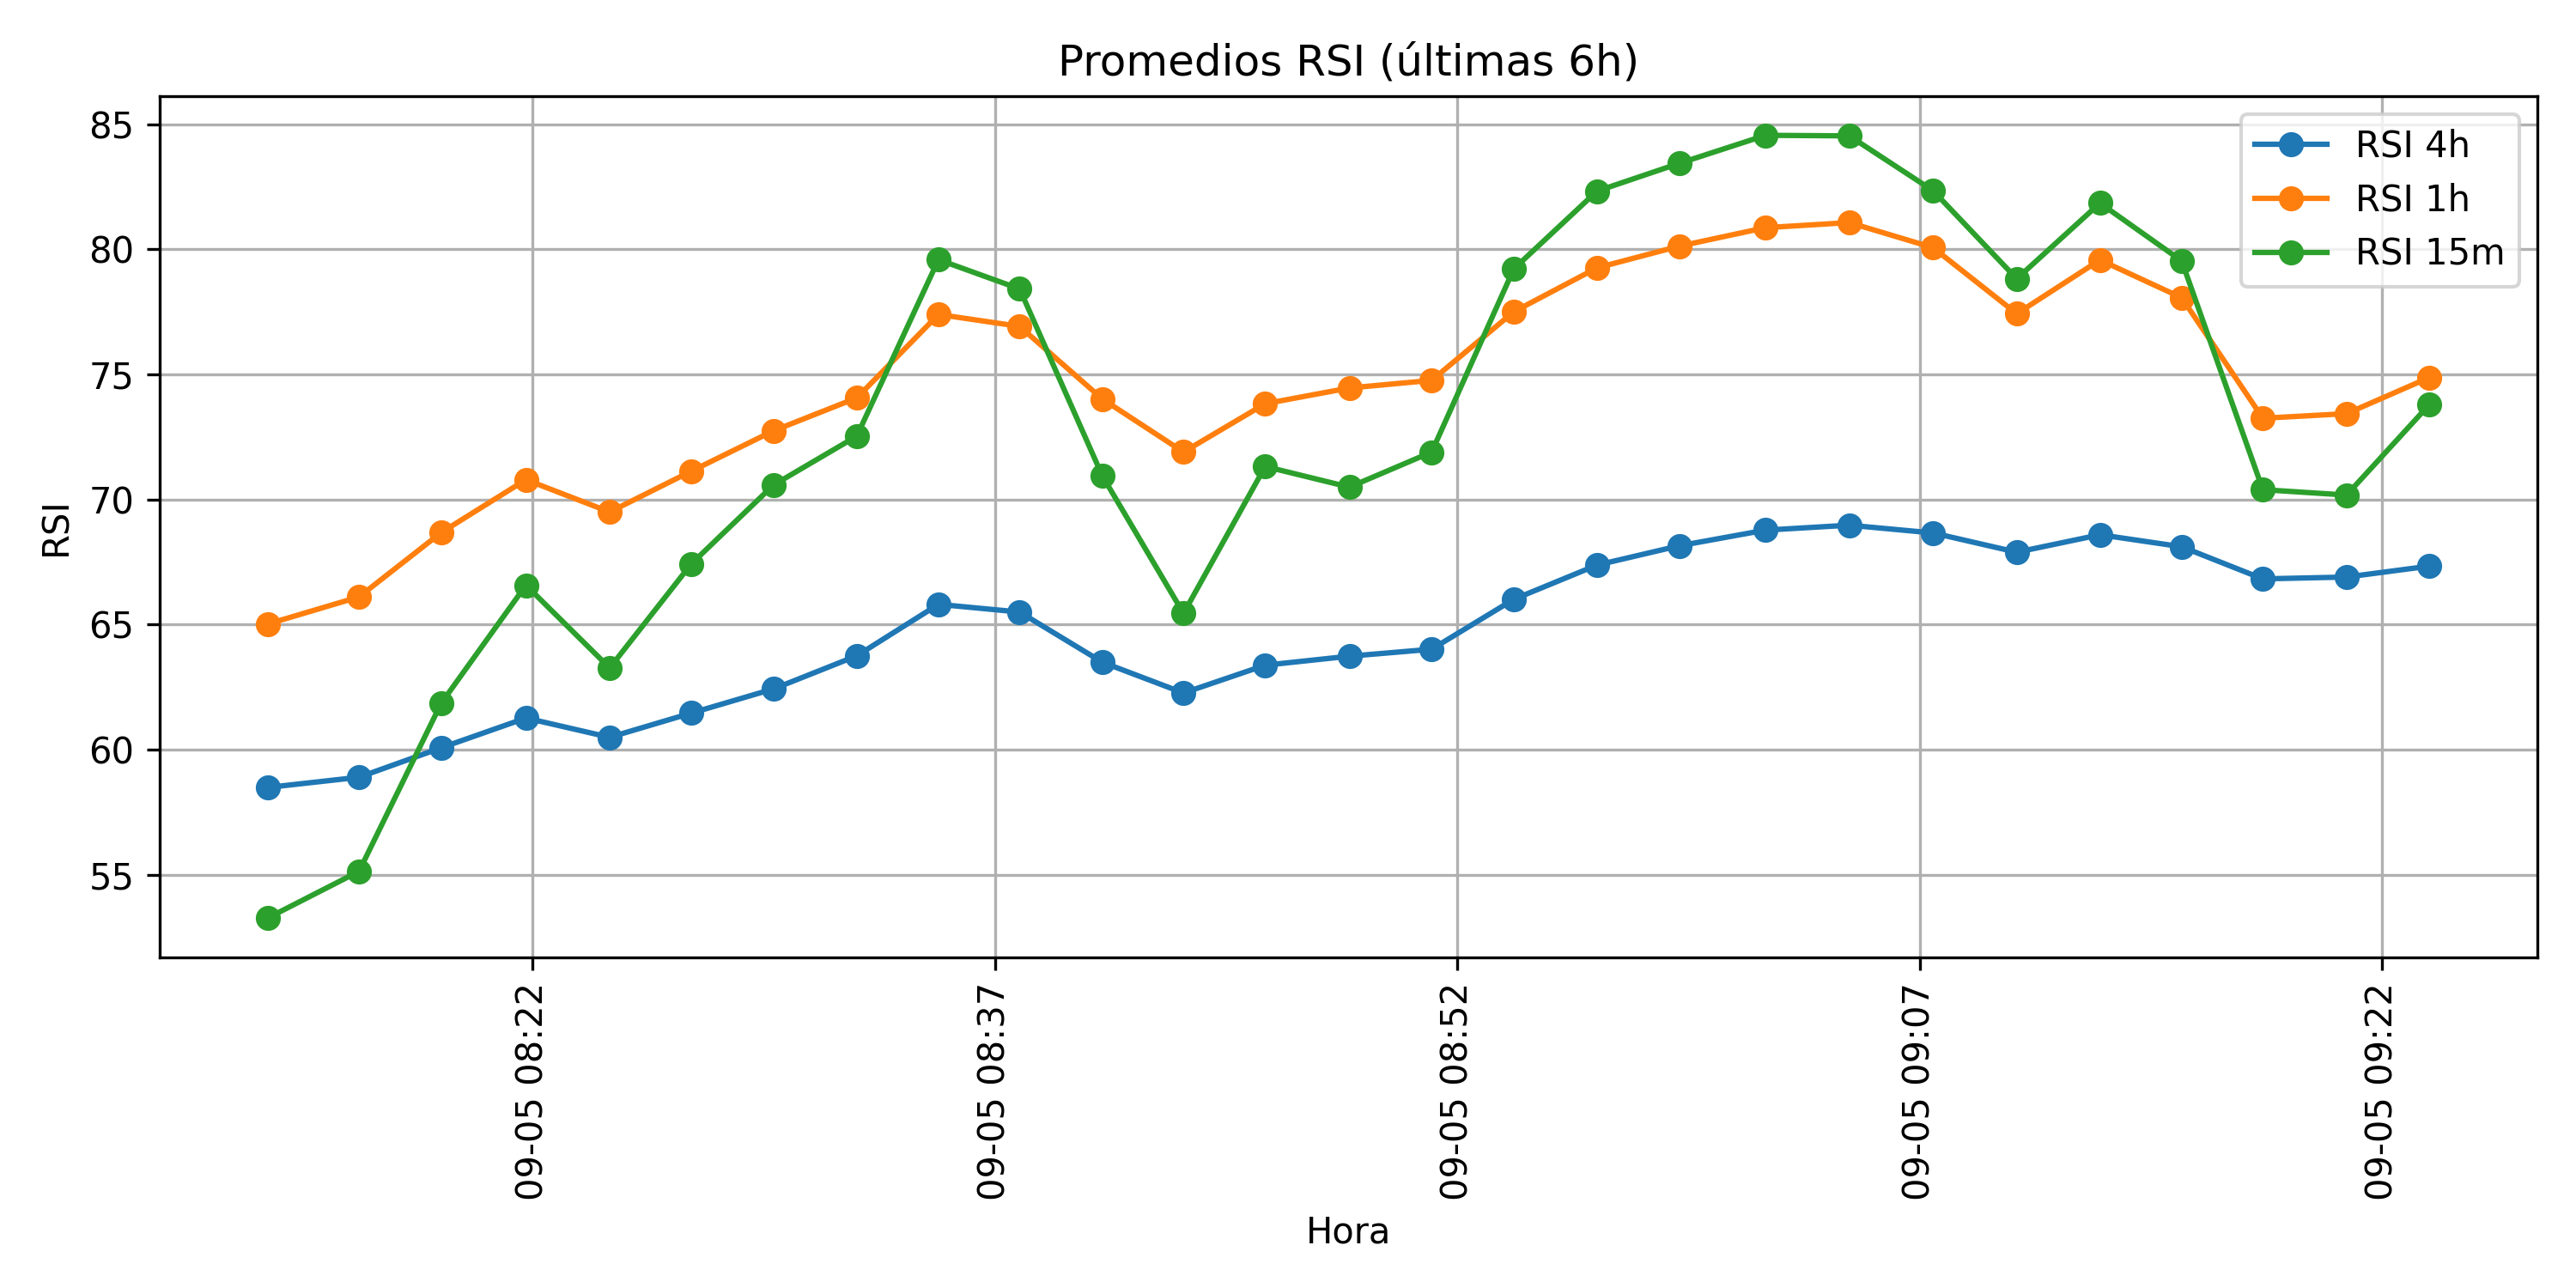 Promedios RSI (últimas 6h)
RSI 4h
RSI 1h
RSI 15m
85
80
75
70
65
60
55
RSI
09-05 08:22
09-05 08:37
09-05 08:52
09-05 09:07
09-05 09:22
Hora